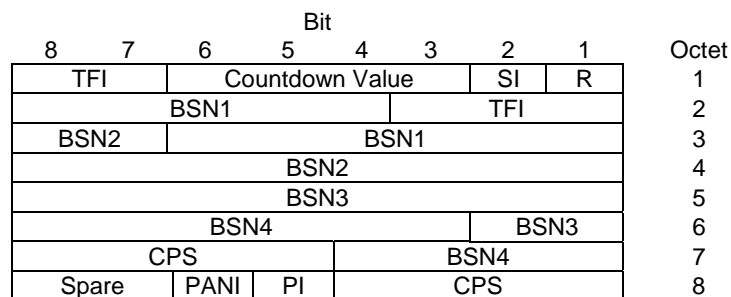 Bit
8 7 6 5 4 3 2 1 Octet
TFI Countdown Value SI R 1
BSN1 TFI 2
BSN2 BSN1 3
BSN2 4
BSN3 5
BSN4 BSN3 6
CPS BSN4 7
Spare PANI PI CPS 8